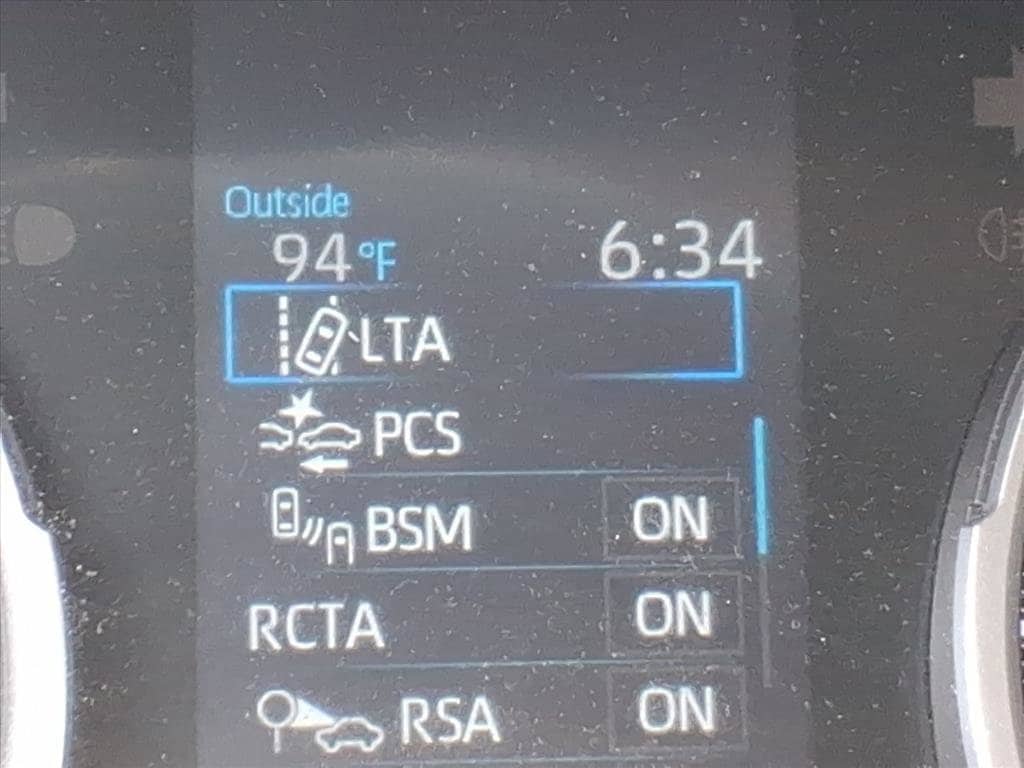 Outside
94 °F 6:34
LTA
PCS
BSM ON
RCTA ON
RSA ON